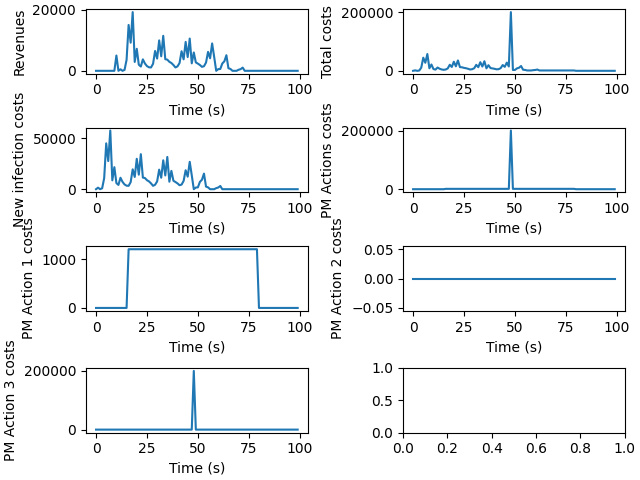 20000
0
Revenues
0 25 50 75 100
Time (s)
200000
0
Total costs
0 25 50 75 100
Time (s)
50000
0
New infection costs
0 25 50 75 100
Time (s)
200000
0
PM Actions costs
0 25 50 75 100
Time (s)
1000
0
PM Action 1 costs
0 25 50 75 100
Time (s)
0.05
0.00
−0.05
PM Action 2 costs
0 25 50 75 100
Time (s)
200000
0
PM Action 3 costs
0 25 50 75 100
Time (s)
1.0
0.5
0.0
0.0 0.2 0.4 0.6 0.8 1.0